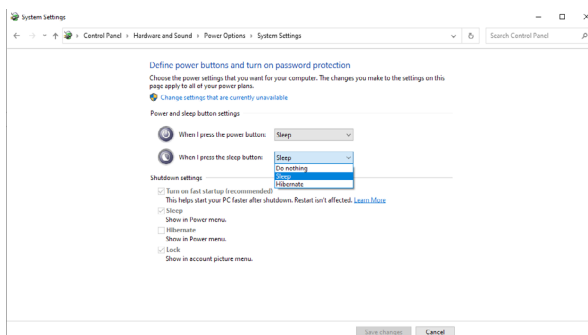 System Settings
Control Panel › Hardware and Sound › Power Options › System Settings
Search Control Panel
Define power buttons and turn on password protection
Choose the power settings that you want for your computer. The changes you make to the settings on this
page apply to all of your power plans.
Change settings that are currently unavailable
Power and sleep button settings
When I press the power button: Sleep
When I press the sleep button: Sleep
Do nothing
Sleep
Hibernate
Shutdown settings
Turn on fast startup (recommended)
This helps start your PC faster after shutdown. Restart isn't affected. Learn More
Sleep
Show in Power menu.
Hibernate
Show in Power menu.
Lock
Show in account picture menu.
Save changes Cancel